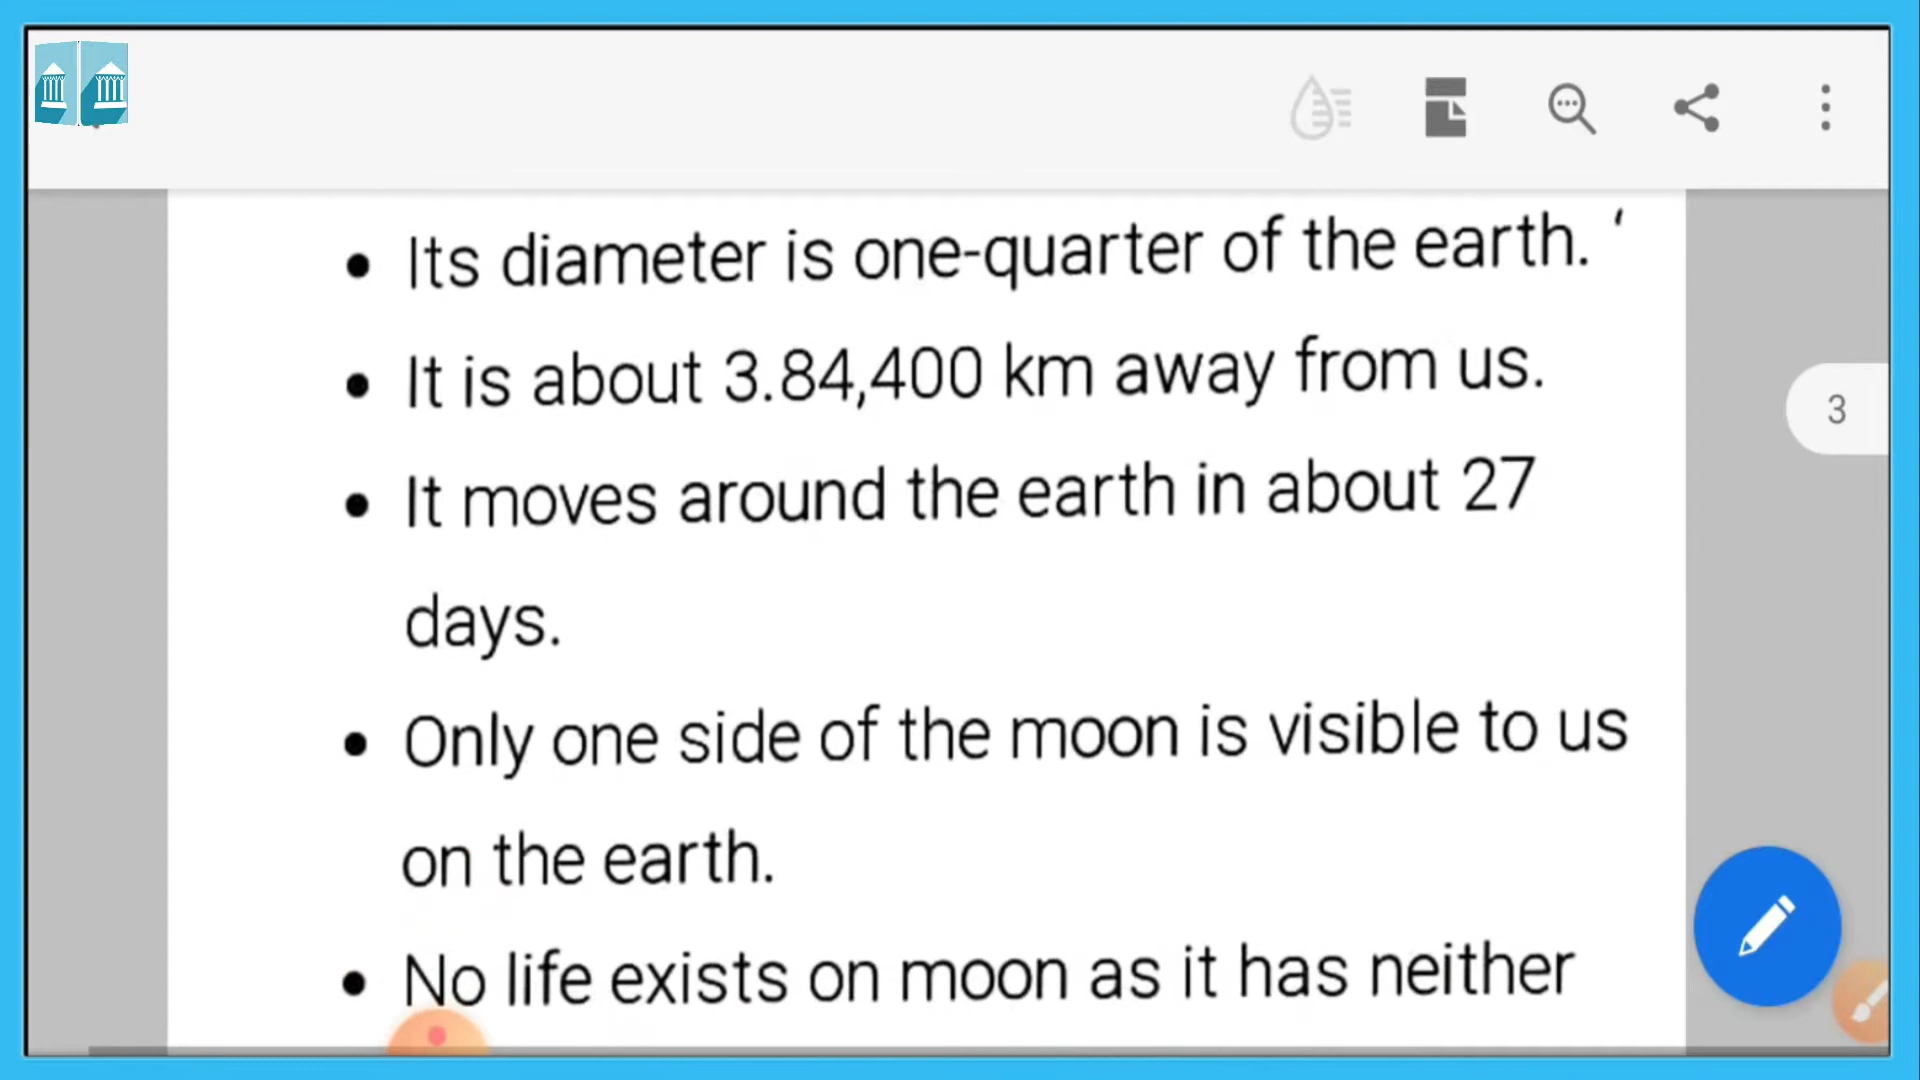 • Its diameter is one-quarter of the earth. ‘
• It is about 3.84,400 km away from us.
• It moves around the earth in about 27
days.
• Only one side of the moon is visible to us
on the earth.
• No life exists on moon as it has neither
3